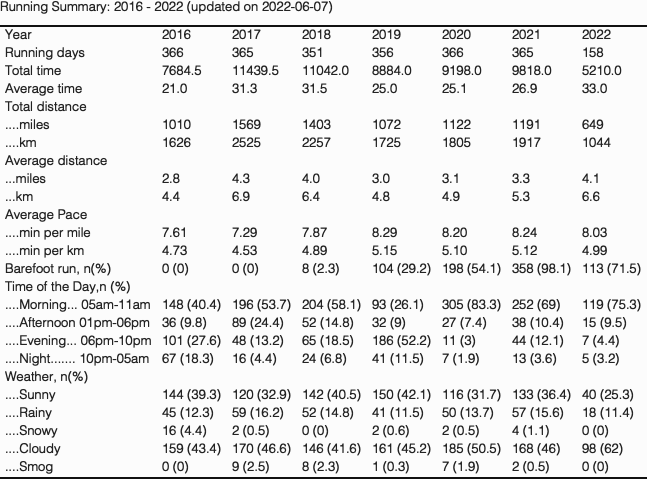 Running Summary: 2016 - 2022 (updated on 2022-06-07)
Year 2016 2017 2018 2019 2020 2021 2022
Running days 366 365 351 356 366 365 158
Total time 7684.5 11439.5 11042.0 8884.0 9198.0 9818.0 5210.0
Average time 21.0 31.3 31.5 25.0 25.1 26.9 33.0
Total distance
....miles 1010 1569 1403 1072 1122 1191 649
....km 1626 2525 2257 1725 1805 1917 1044
Average distance
...miles 2.8 4.3 4.0 3.0 3.1 3.3 4.1
...km 4.4 6.9 6.4 4.8 4.9 5.3 6.6
Average Pace
....min per mile 7.61 7.29 7.87 8.29 8.20 8.24 8.03
....min per km 4.73 4.53 4.89 5.15 5.10 5.12 4.99
Barefoot run, n(%) 0 (0) 0 (0) 8 (2.3) 104 (29.2) 198 (54.1) 358 (98.1) 113 (71.5)
Time of the Day,n (%)
....Morning... 05am-11am 148 (40.4) 196 (53.7) 204 (58.1) 93 (26.1) 305 (83.3) 252 (69) 119 (75.3)
....Afternoon 01pm-06pm 36 (9.8) 89 (24.4) 52 (14.8) 32 (9) 27 (7.4) 38 (10.4) 15 (9.5)
....Evening... 06pm-10pm 101 (27.6) 48 (13.2) 65 (18.5) 186 (52.2) 11 (3) 44 (12.1) 7 (4.4)
....Night....... 10pm-05am 67 (18.3) 16 (4.4) 24 (6.8) 41 (11.5) 7 (1.9) 13 (3.6) 5 (3.2)
Weather, n(%)
....Sunny 144 (39.3) 120 (32.9) 142 (40.5) 150 (42.1) 116 (31.7) 133 (36.4) 40 (25.3)
....Rainy 45 (12.3) 59 (16.2) 52 (14.8) 41 (11.5) 50 (13.7) 57 (15.6) 18 (11.4)
....Snowy 16 (4.4) 2 (0.5) 0 (0) 2 (0.6) 2 (0.5) 4 (1.1) 0 (0)
....Cloudy 159 (43.4) 170 (46.6) 146 (41.6) 161 (45.2) 185 (50.5) 168 (46) 98 (62)
....Smog 0 (0) 9 (2.5) 8 (2.3) 1 (0.3) 7 (1.9) 2 (0.5) 0 (0)